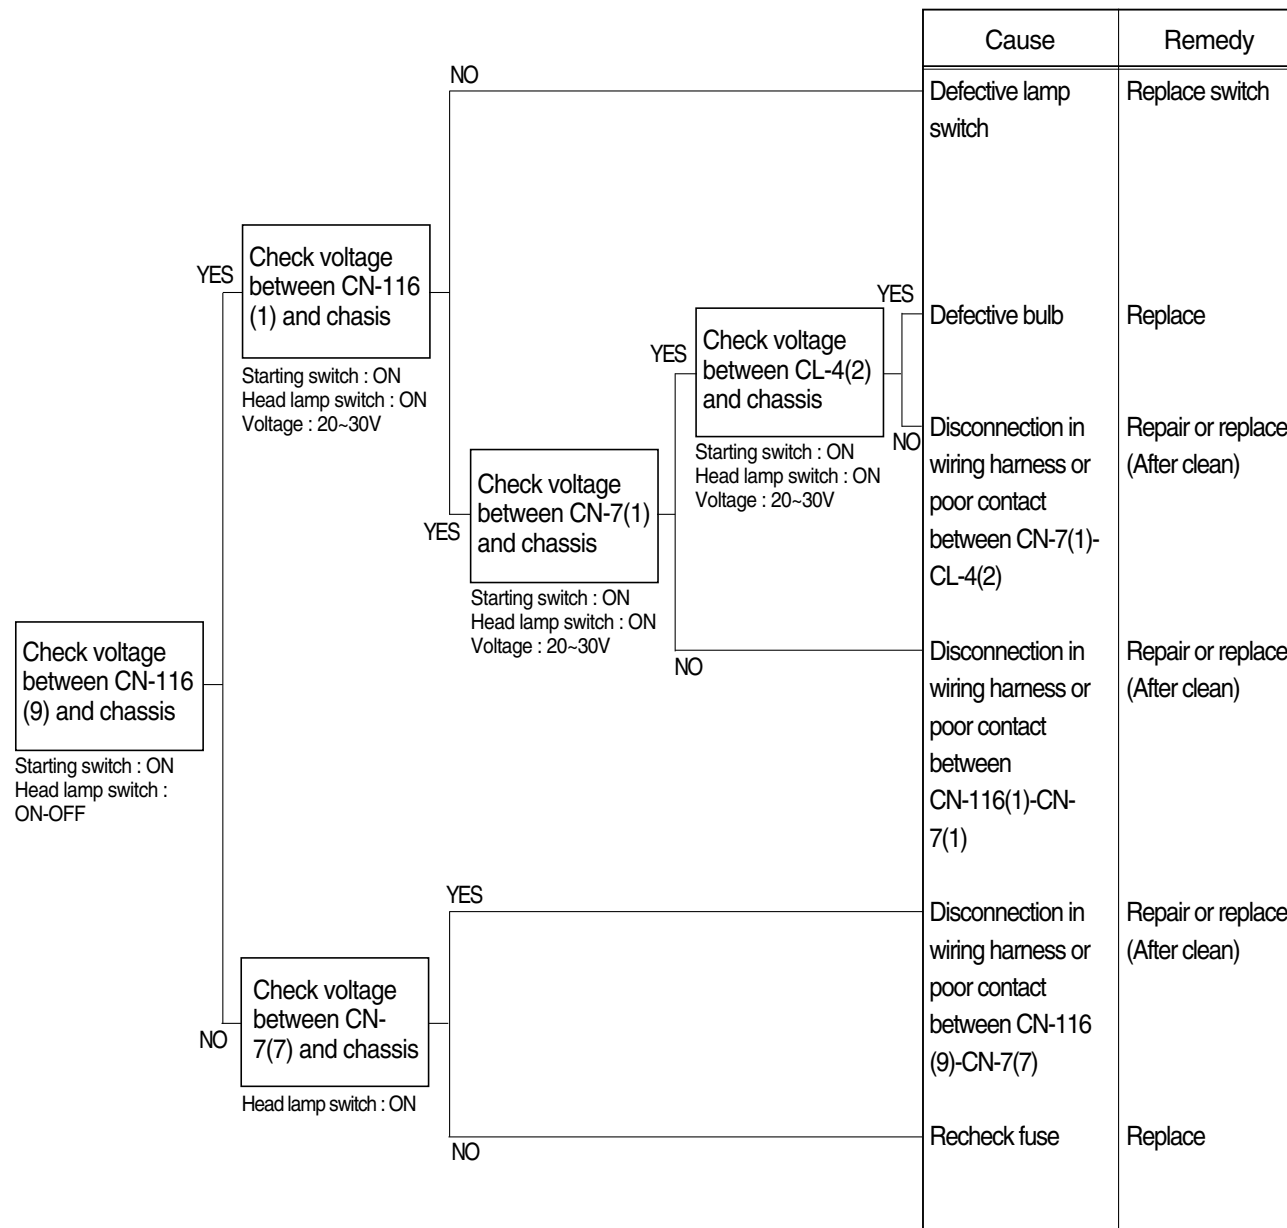 Cause
Remedy
NO
Defective lamp
switch
Replace switch
YES
Check voltage
between CN-116
(1) and chasis
Starting switch : ON
Head lamp switch : ON
Voltage : 20~30V
YES
Defective bulb
Replace
YES
Check voltage
between CL-4(2)
and chassis
Starting switch : ON
Head lamp switch : ON
Voltage : 20~30V
NO
Disconnection in
wiring harness or
poor contact
between CN-7(1)-
CL-4(2)
Repair or replace
(After clean)
YES
Check voltage
between CN-7(1)
and chassis
Starting switch : ON
Head lamp switch : ON
Voltage : 20~30V
NO
Disconnection in
wiring harness or
poor contact
between
CN-116(1)-CN-
7(1)
Repair or replace
(After clean)
Check voltage
between CN-116
(9) and chassis
Starting switch : ON
Head lamp switch :
ON-OFF
YES
Disconnection in
wiring harness or
poor contact
between CN-116
(9)-CN-7(7)
Repair or replace
(After clean)
NO
Check voltage
between CN-
7(7) and chassis
Head lamp switch : ON
NO
Recheck fuse
Replace